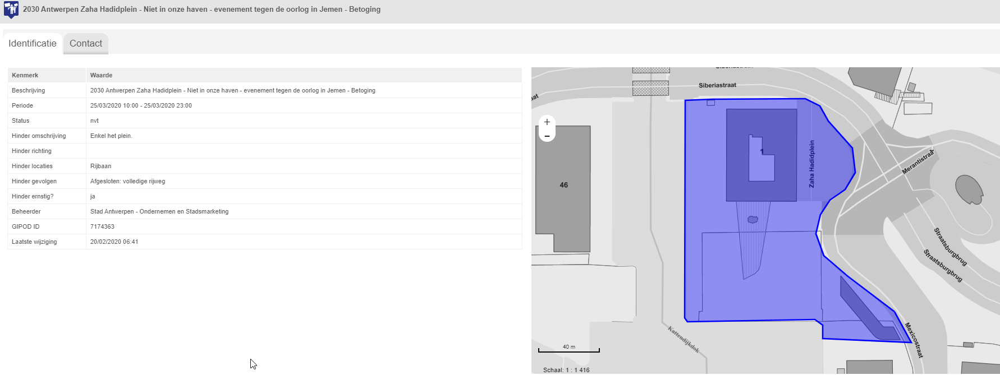 2030 Antwerpen Zaha Hadidplein - Niet in onze haven - evenement tegen de oorlog in Jemen - Betoging
Identificatie
Contact
Kenmerk Waarde
Beschrijving 2030 Antwerpen Zaha Hadidplein - Niet in onze haven - evenement tegen de oorlog in Jemen - Betoging
Periode 25/03/2020 10:00 - 25/03/2020 23:00
Status nvt
Hinder omschrijving Enkel het plein.
Hinder richting
Hinder locaties Rijbaan
Hinder gevolgen Afgesloten: volledige rijweg
Hinder ernstig? ja
Beheerder Stad Antwerpen - Ondernemen en Stadsmarketing
GIPOD ID 7174363
Laatste wijziging 20/02/2020 06:41
Siberiastraat
Siberiastraat
aat
+
−
1
Zaha Hadidplein
Merantistraat
46
Straatsburgbrug
Straatsburgbrug
Kattendijkdok
Mexicostraat
40 m
Schaal: 1 : 1 416